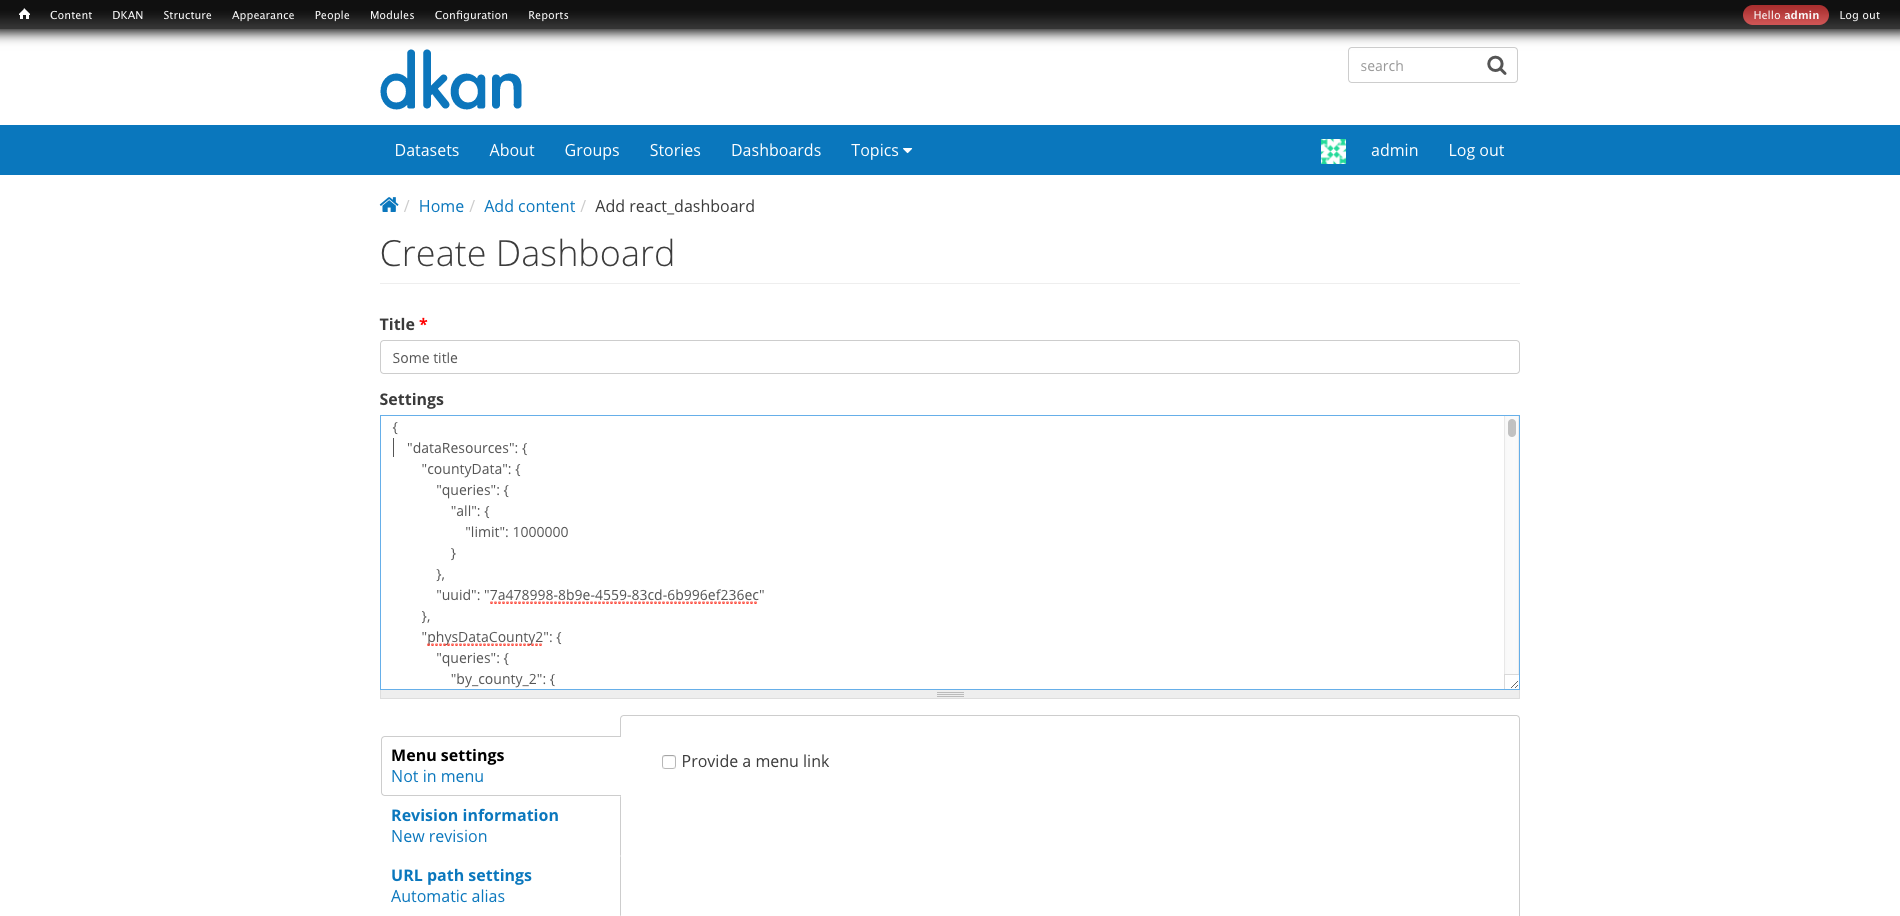 Content DKAN Structure Appearance People Modules Configuration Reports Hello admin Log out
dkan
search
Datasets About Groups Stories Dashboards Topics admin Log out
/ Home / Add content / Add react_dashboard
Create Dashboard
Title *
Some title
Settings
{
"dataResources": {
"countyData": {
"queries": {
"all": {
"limit": 1000000
}
},
"uuid": "7a478998-8b9e-4559-83cd-6b996ef236ec"
},
"physDataCounty2": {
"queries": {
"by_county_2": {
Menu settings
Not in menu
Provide a menu link
Revision information
New revision
URL path settings
Automatic alias